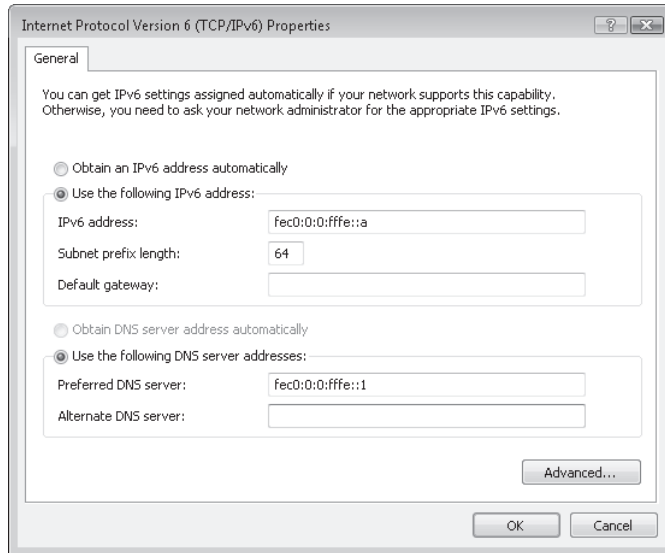 Internet Protocol Version 6 (TCP/IPv6) Properties
General
You can get IPv6 settings assigned automatically if your network supports this capability.
Otherwise, you need to ask your network administrator for the appropriate IPv6 settings.
Obtain an IPv6 address automatically
Use the following IPv6 address:
IPv6 address: fec0:0:0:fffe::a
Subnet prefix length: 64
Default gateway:
Obtain DNS server address automatically
Use the following DNS server addresses:
Preferred DNS server: fec0:0:0:fffe::1
Alternate DNS server:
Advanced...
OK Cancel